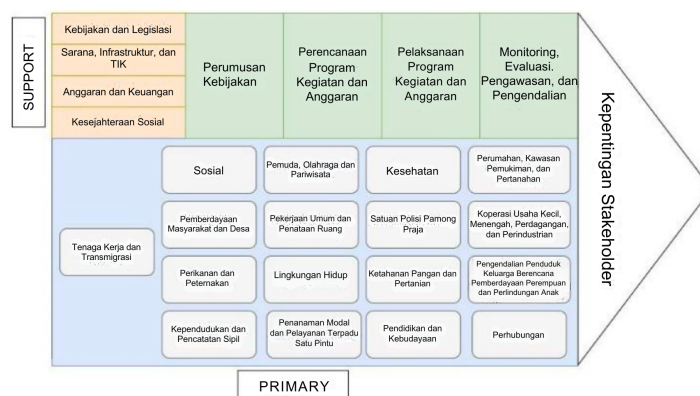 SUPPORT
Kebijakan dan Legislasi
Sarana, Infrastruktur, dan
TIK
Anggaran dan Keuangan
Kesejahteraan Sosial
Perumusan
Kebijakan
Perencanaan
Program
Kegiatan dan
Anggaran
Pelaksanaan
Program
Kegiatan dan
Anggaran
Monitoring,
Evaluasi.
Pengawasan, dan
Pengendalian
Kepentingan Stakeholder
Tenaga Kerja dan
Transmigrasi
Sosial
Pemuda, Olahraga dan
Pariwisata
Kesehatan
Perumahan, Kawasan
Pemukiman, dan
Pertanahan
Pemberdayaan
Masyarakat dan Desa
Pekerjaan Umum dan
Penataan Ruang
Satuan Polisi Pamong
Praja
Koperasi Usaha Kecil,
Menengah, Perdagangan,
dan Perindustrian
Perikanan dan
Peternakan
Lingkungan Hidup
Ketahanan Pangan dan
Pertanian
Pengendalian Penduduk
Keluarga Berencana
Pemberdayaan Perempuan
dan Perlindungan Anak
Kependudukan dan
Pencatatan Sipil
Penanaman Modal
dan Pelayanan Terpadu
Satu Pintu
Pendidikan dan
Kebudayaan
Perhubungan
PRIMARY